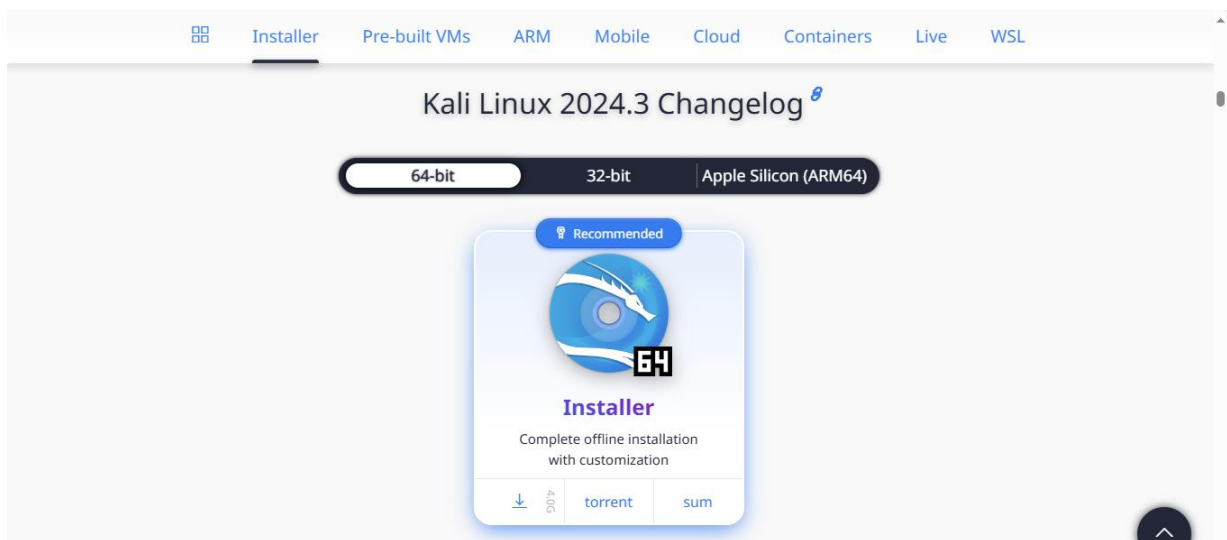 Installer Pre-built VMs ARM Mobile Cloud Containers Live WSL
Kali Linux 2024.3 Changelog
64-bit 32-bit Apple Silicon (ARM64)
Recommended
64
Installer
Complete offline installation
with customization
4.0G torrent sum